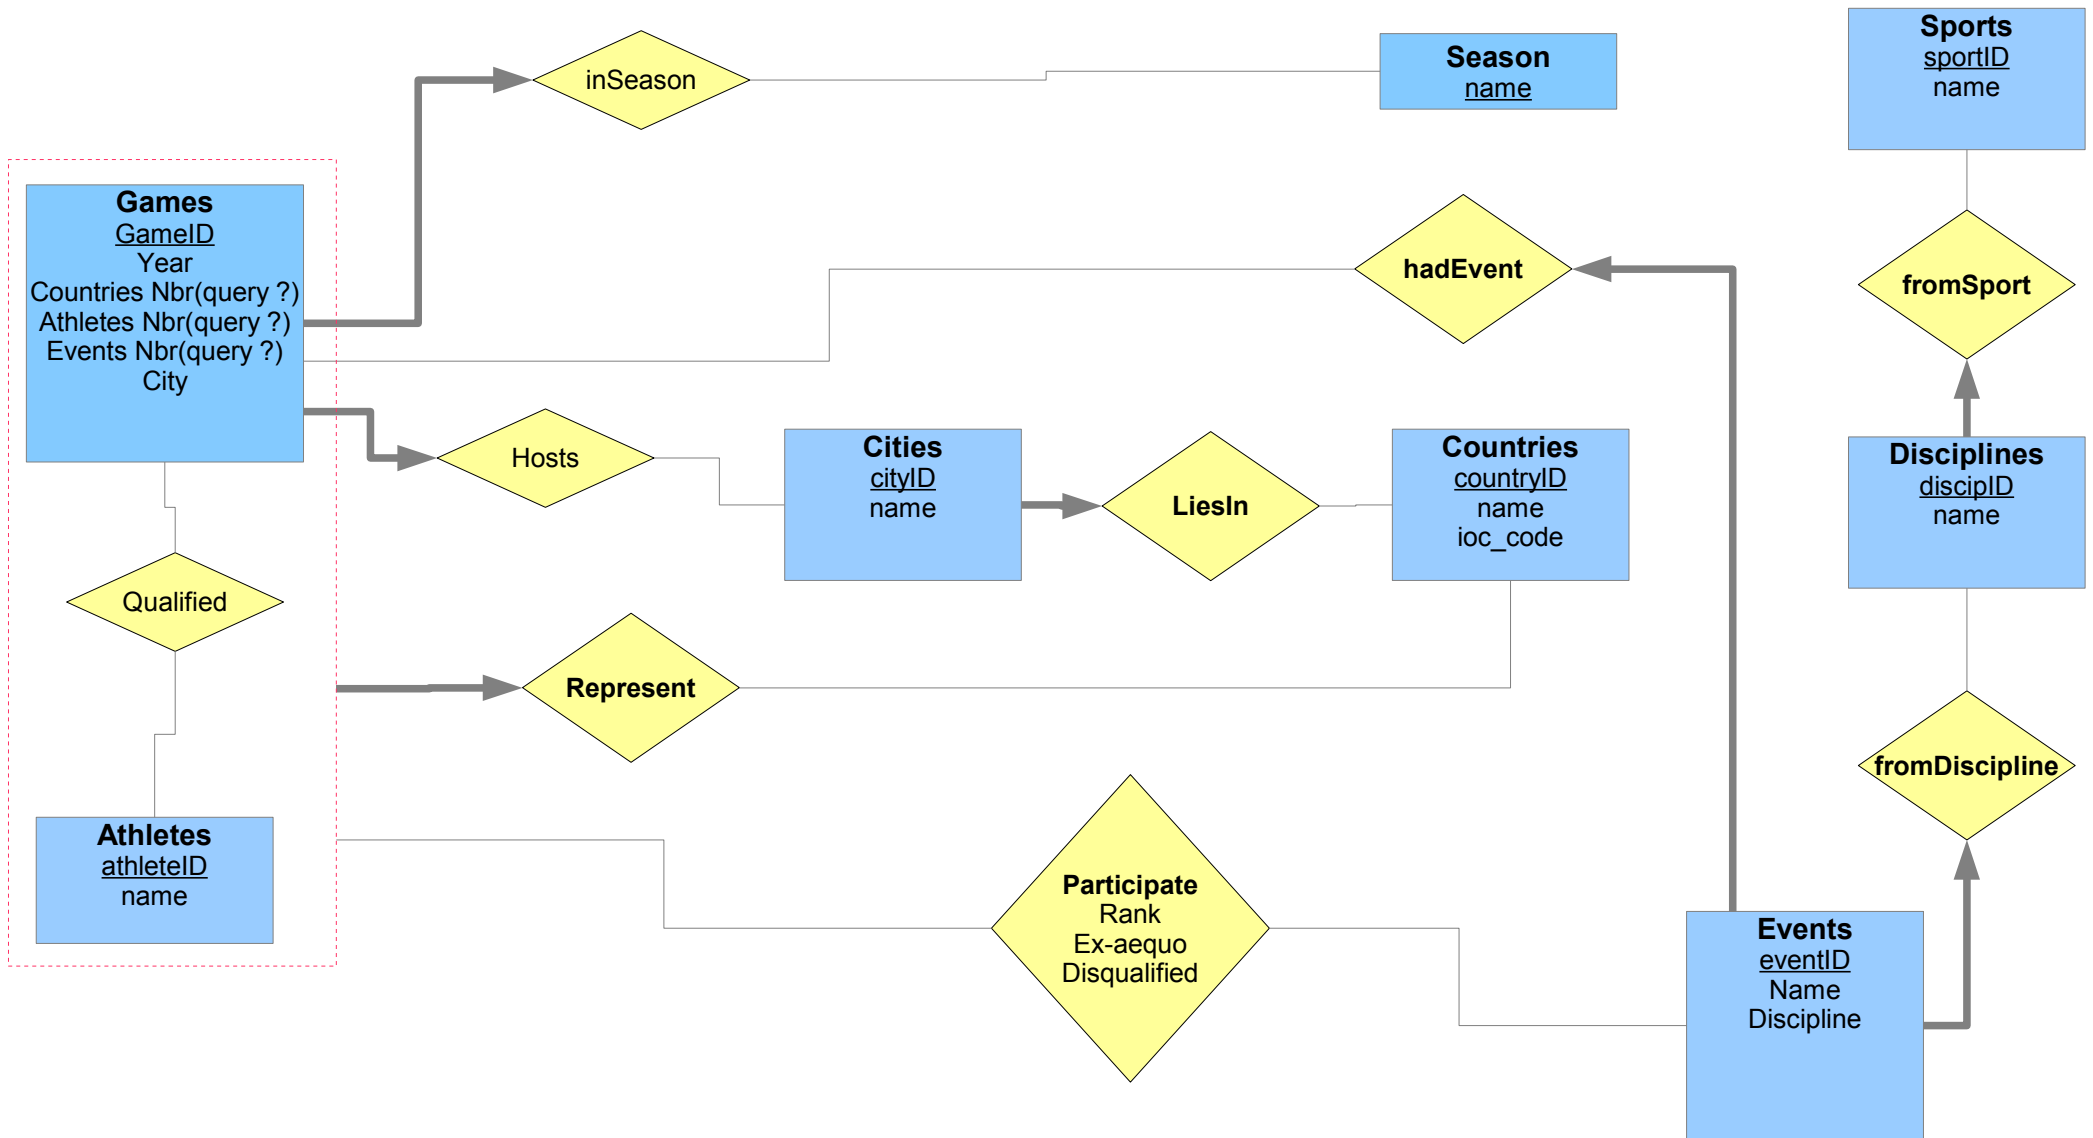 inSeason
Season
name
Sports
sportID
name
Games
GameID
Year
Countries Nbr(query ?)
Athletes Nbr(query ?)
Events Nbr(query ?)
City
hadEvent
fromSport
Hosts
Cities
cityID
name
LiesIn
Countries
countryID
name
ioc_code
Disciplines
discipID
name
Qualified
Represent
fromDiscipline
Athletes
athleteID
name
Participate
Rank
Ex-aequo
Disqualified
Events
eventID
Name
Discipline